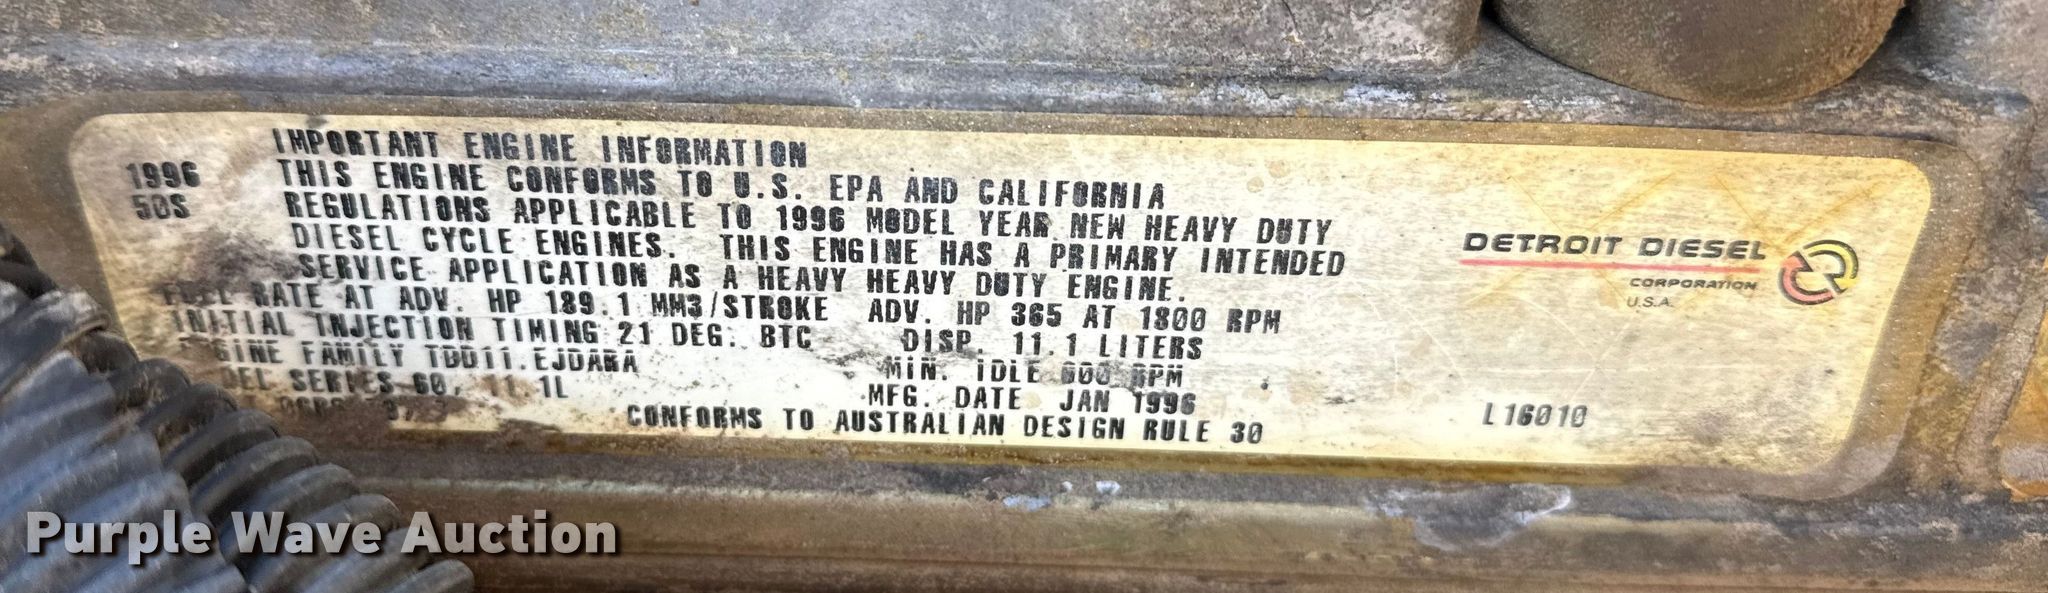 IMPORTANT ENGINE INFORMATION
1996 THIS ENGINE CONFORMS TO U.S. EPA AND CALIFORNIA
50S REGULATIONS APPLICABLE TO 1996 MODEL YEAR NEW HEAVY DUTY
DIESEL CYCLE ENGINES. THIS ENGINE HAS A PRIMARY INTENDED
SERVICE APPLICATION AS A HEAVY HEAVY DUTY ENGINE.
FUEL RATE AT ADV. HP 189.1 MM3/STROKE ADV. HP 365 AT 1800 RPM
INITIAL INJECTION TIMING 21 DEG. BTC DISP. 11.1 LITERS
FAMILY MIN. IDLE 600 RPM
SERIES 60, 11.1L MFG. DATE JAN 1996
CONFORMS TO AUSTRALIAN DESIGN RULE 30
DETROIT DIESEL
CORPORATION
U.S.A.
L16010
Purple Wave Auction